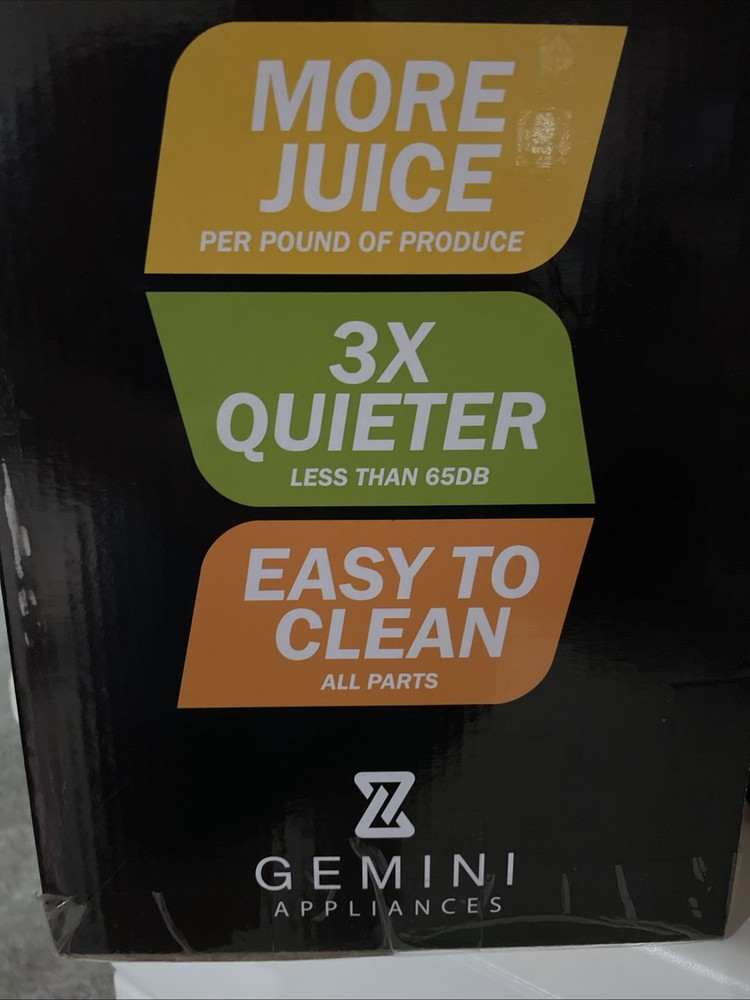 MORE
JUICE
PER POUND OF PRODUCE
3X
QUIETER
LESS THAN 65DB
EASY TO
CLEAN
ALL PARTS
GEMINI
APPLIANCES